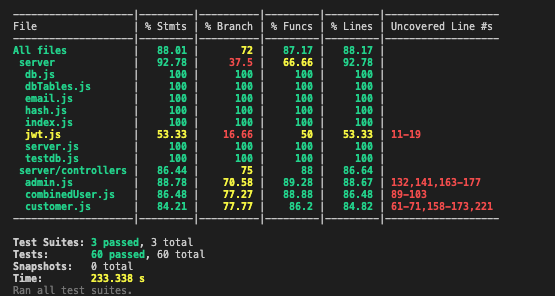 File | % Stmts | % Branch | % Funcs | % Lines | Uncovered Line #s
All files | 88.01 | 72 | 87.17 | 88.17 |
server | 92.78 | 37.5 | 66.66 | 92.78 |
db.js | 100 | 100 | 100 | 100 |
dbTables.js | 100 | 100 | 100 | 100 |
email.js | 100 | 100 | 100 | 100 |
hash.js | 100 | 100 | 100 | 100 |
index.js | 100 | 100 | 100 | 100 |
jwt.js | 53.33 | 16.66 | 50 | 53.33 | 11-19
server.js | 100 | 100 | 100 | 100 |
testdb.js | 100 | 100 | 100 | 100 |
server/controllers | 86.44 | 75 | 88 | 86.64 |
admin.js | 88.78 | 70.58 | 89.28 | 88.67 | 132,141,163-177
combinedUser.js | 86.48 | 77.27 | 88.88 | 86.48 | 89-103
customer.js | 84.21 | 77.77 | 86.2 | 84.82 | 61-71,158-173,221
Test Suites: 3 passed, 3 total
Tests: 60 passed, 60 total
Snapshots: 0 total
Time: 233.338 s
Ran all test suites.